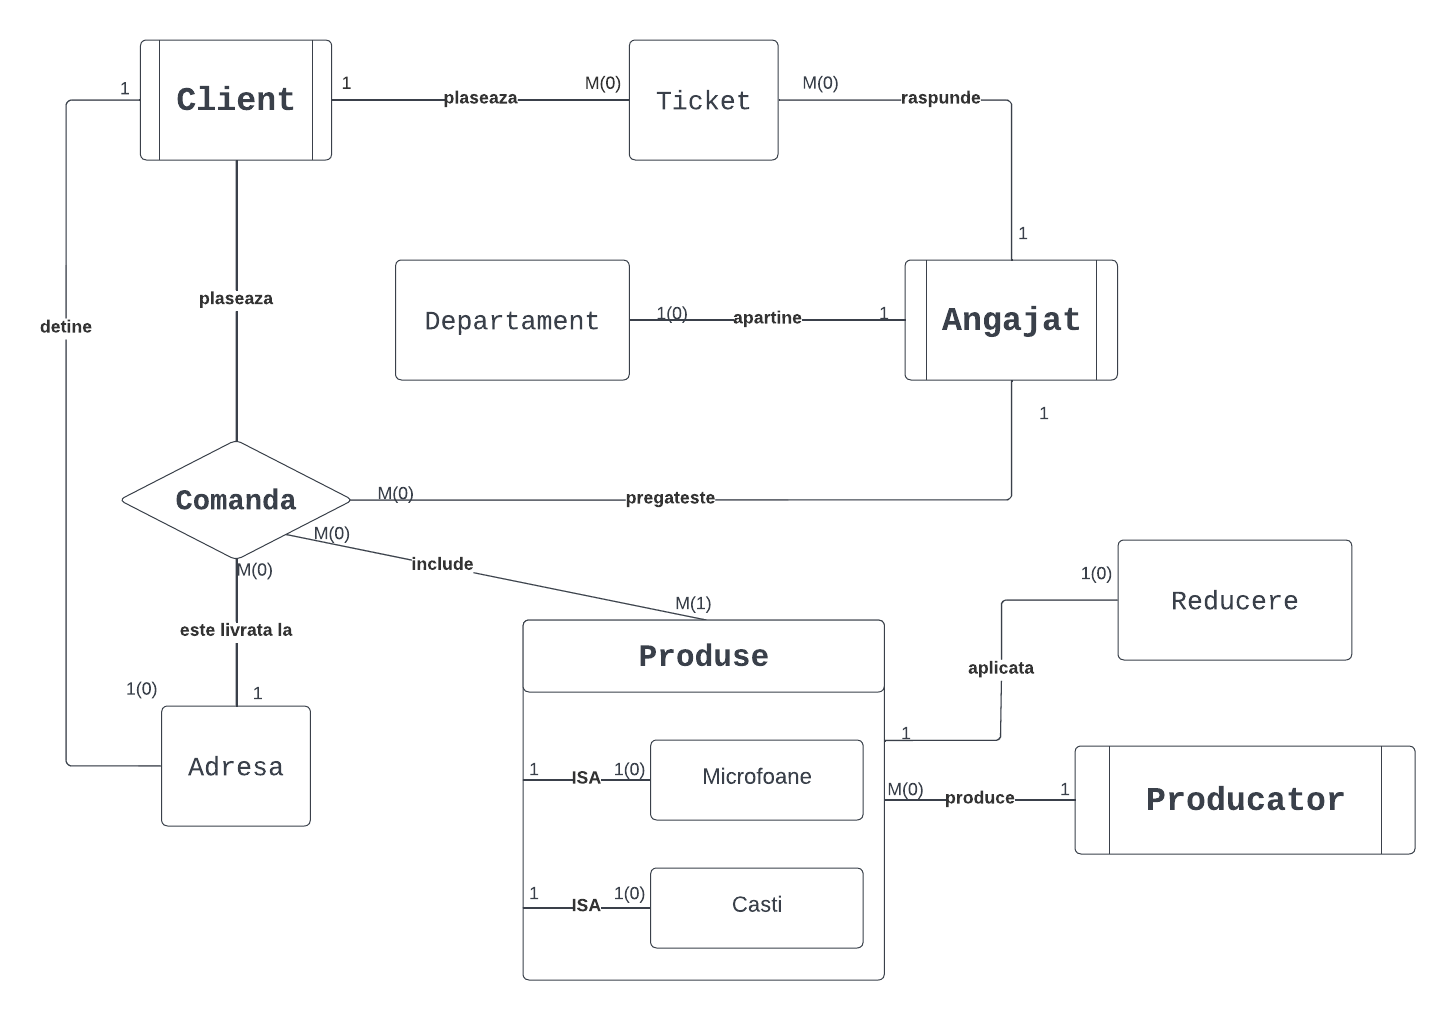 1
Client
1
plaseaza
M(0)
Ticket
M(0)
raspunde
1
plaseaza
detine
Departament
1(0)
apartine
1
Angajat
1
Comanda
M(0)
pregateste
M(0)
include
M(1)
M(0)
este livrata la
1(0)
1
Adresa
Produse
1
ISA
1(0)
Microfoane
1
ISA
1(0)
Casti
1(0)
Reducere
aplicata
1
M(0)
produce
1
Producator